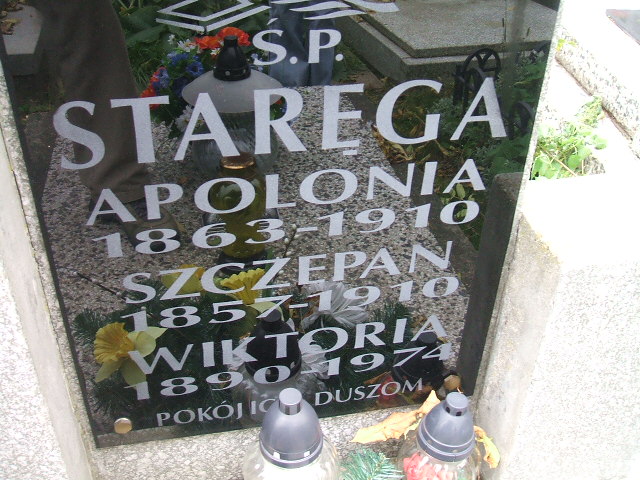 Ś.P.
STARĘGA
APOLONIA
1863-1910
SZCZEPAN
1857-1910
WIKTORIA
1890-1974
POKÓJ ICH DUSZOM